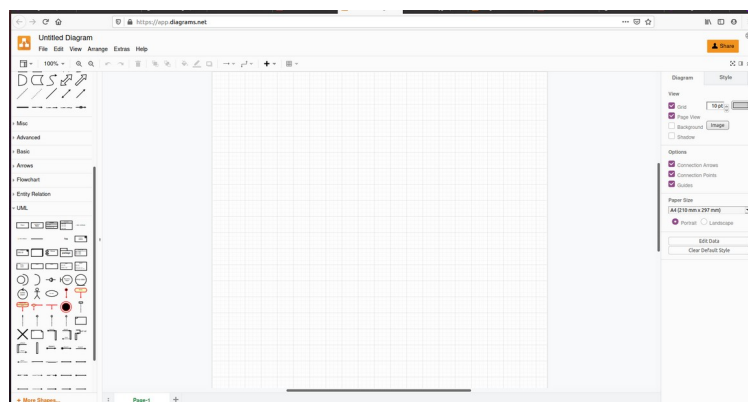 https://app.diagrams.net
Untitled Diagram
File Edit View Arrange Extras Help
Share
100%
Diagram Style
View
Grid 10 pt
Page View
Background Image
Shadow
Options
Connection Arrows
Connection Points
Guides
Paper Size
A4 (210 mm x 297 mm)
Portrait Landscape
Edit Data
Clear Default Style
Misc
Advanced
Basic
Arrows
Flowchart
Entity Relation
UML
+ More Shapes...
Page-1